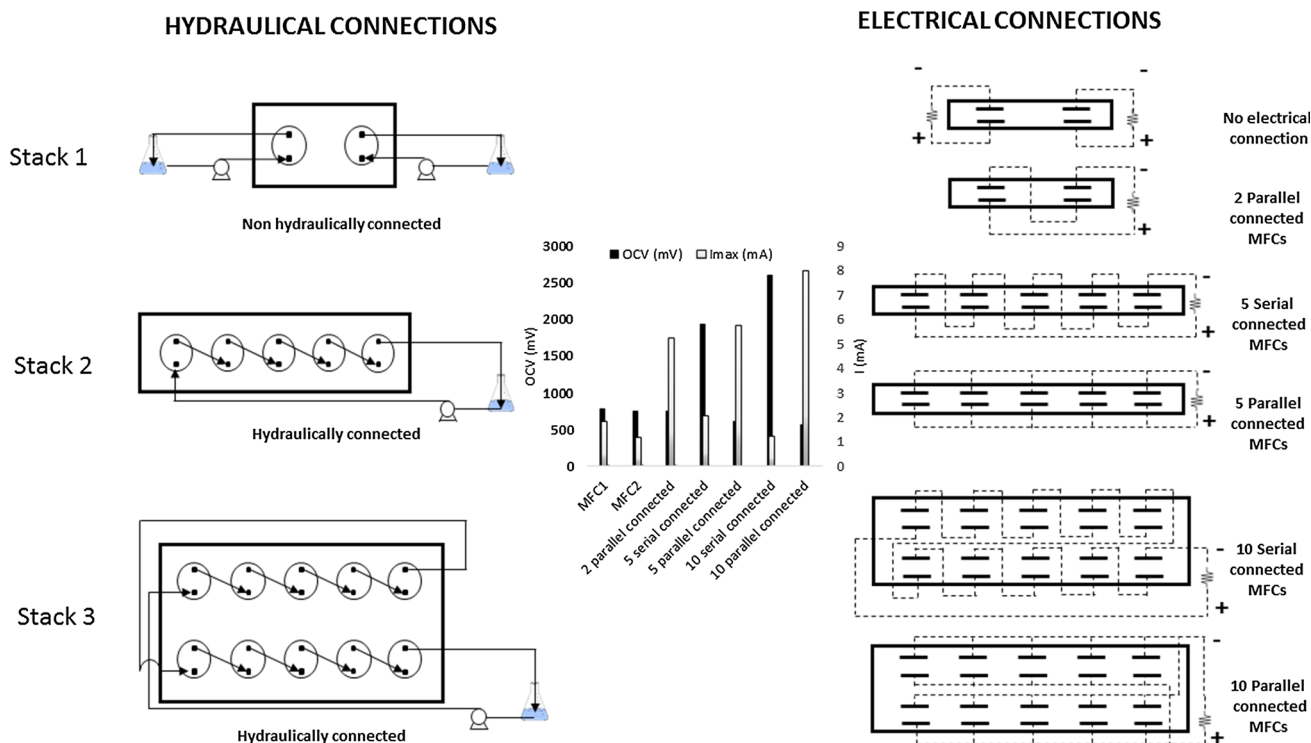 HYDRAULICAL CONNECTIONS
ELECTRICAL CONNECTIONS
Stack 1
Non hydraulically connected
-
-
+
+
No electrical
connection
-
+
2 Parallel
connected
MFCs
Stack 2
Hydraulically connected
3000
2500
2000
1500
1000
500
0
OCV (mV)
OCV (mV)
Imax (mA)
9
8
7
6
5
4
3
2
1
0
I (mA)
MFC1
MFC2
2 parallel connected
5 serial connected
5 parallel connected
10 serial connected
10 parallel connected
-
+
5 Serial
connected
MFCs
-
+
5 Parallel
connected
MFCs
Stack 3
Hydraulically connected
-
+
10 Serial
connected
MFCs
-
+
10 Parallel
connected
MFCs